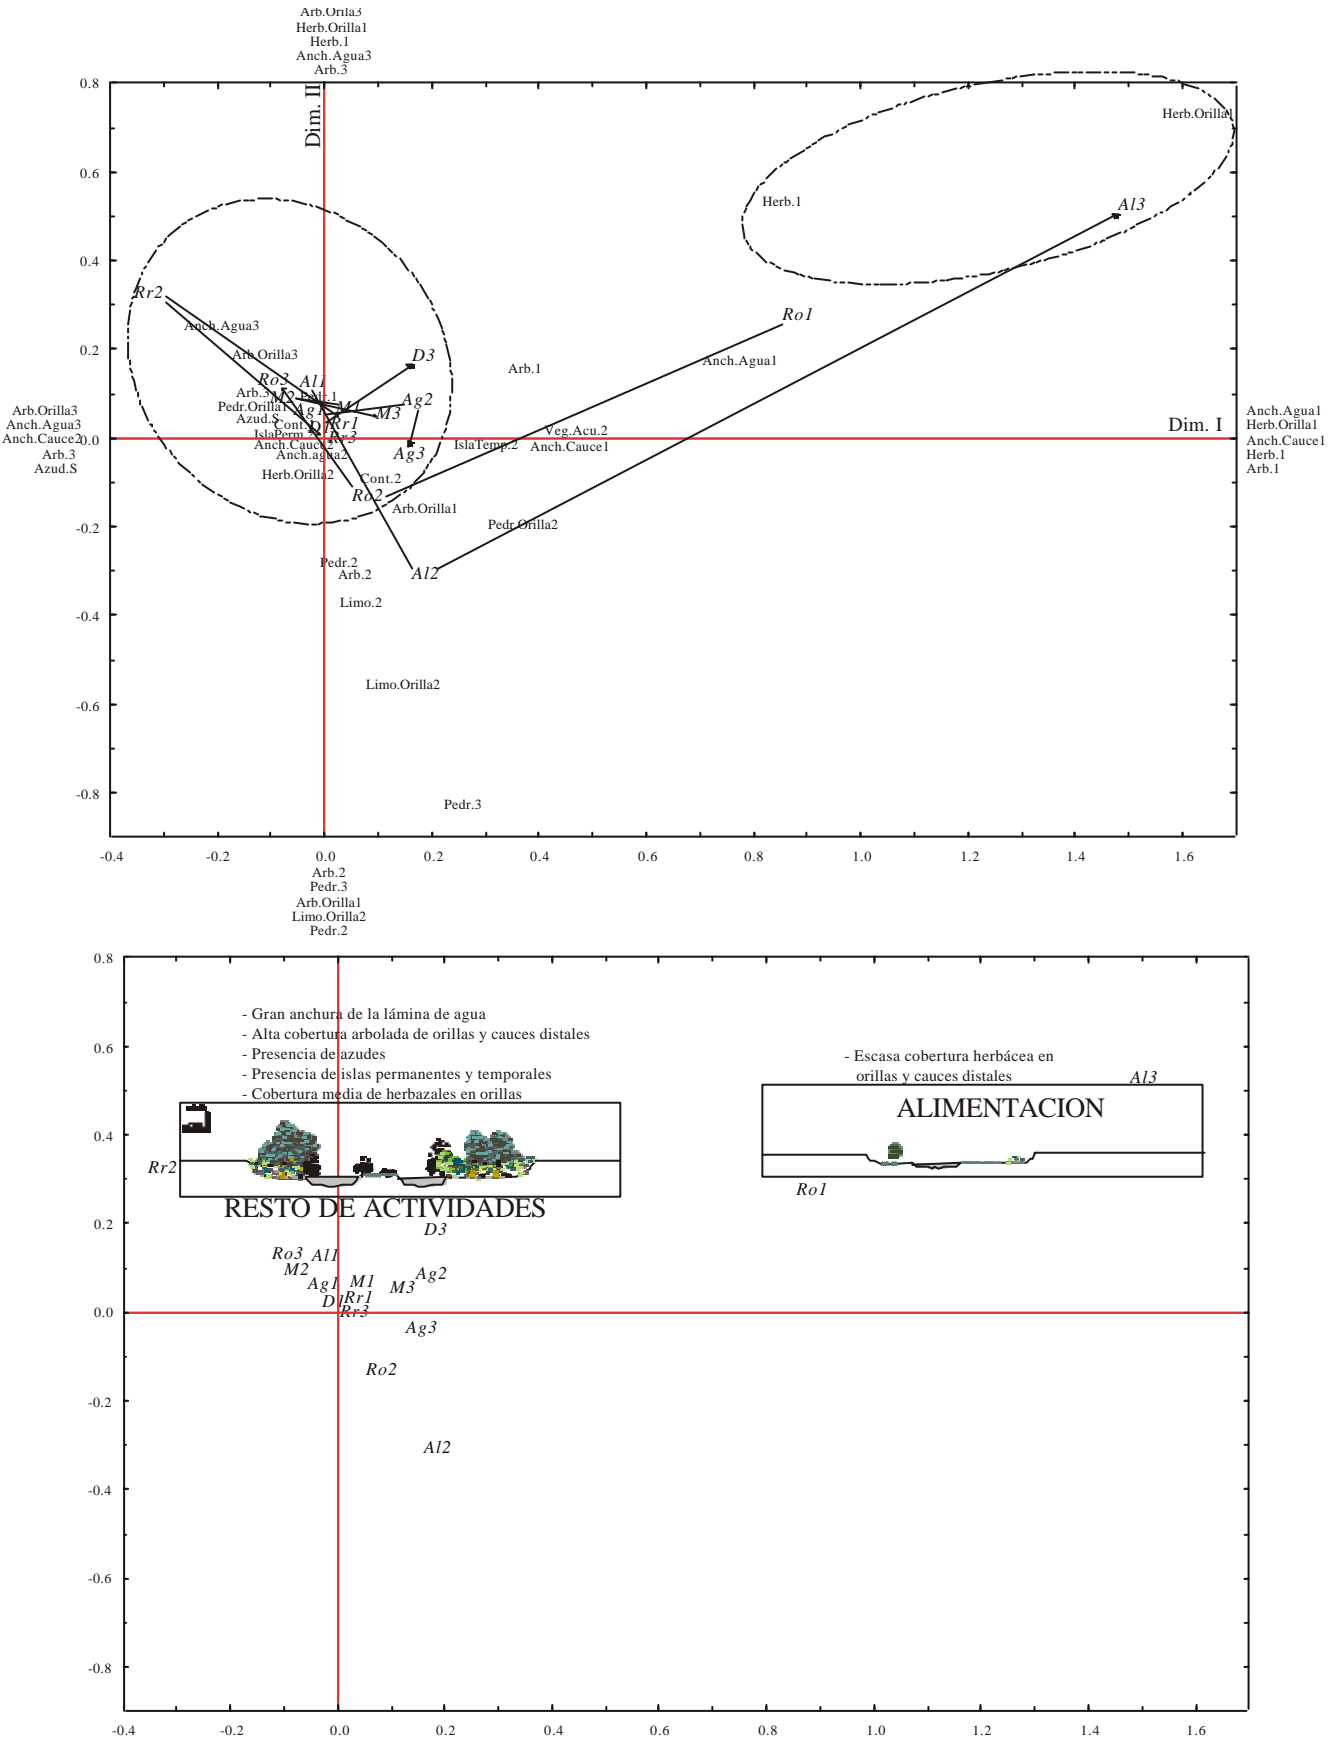 Arb.Orilla3
Herb.Orilla1
Herb.1
Anch.Agua3
Arb.3
0.8
Dim. II
Herb.Orilla1
0.6
Herb.1
Al3
0.4
Rr2
Ro1
Anch.Agua3
0.2
Arb.Orilla3
D3
Anch.Agua1
Arb.1
Ro3
Al1
Arb.3
M2
Pedr.1
Ag2
Pedr.Orilla1
Ag1
M1
M3
Arb.Orilla3
Anch.Agua3
Anch.Cauce2
Arb.3
Azud.S
Azud.S
Cont.
D1
Rr1
Veg.Acu.2
Dim. I
Anch.Agua1
Herb.Orilla1
Anch.Cauce1
Herb.1
Arb.1
0.0
IslaPerm.
Rr3
Anch.Cauce2
IslaTemp.2
Anch.Cauce1
Anch.agua2
Ag3
Herb.Orilla2
Cont.2
Ro2
Arb.Orilla1
-0.2
Pedr.Orilla2
Pedr.2
Arb.2
Al2
Limo.2
-0.4
Limo.Orilla2
-0.6
-0.8
Pedr.3
-0.4 -0.2 0.0 0.2 0.4 0.6 0.8 1.0 1.2 1.4 1.6
Arb.2
Pedr.3
Arb.Orilla1
Limo.Orilla2
Pedr.2
0.8
- Gran anchura de la lámina de agua
- Alta cobertura arbolada de orillas y cauces distales
- Presencia de azudes
- Presencia de islas permanentes y temporales
- Cobertura media de herbazales en orillas
0.6
- Escasa cobertura herbácea en
orillas y cauces distales
Al3
ALIMENTACION
0.4
Rr2
Ro1
RESTO DE ACTIVIDADES
0.2
D3
Ro3
Al1
M2
Ag2
Ag1
M1
M3
D1
Rr1
0.0
Rr3
Ag3
Ro2
-0.2
Al2
-0.4
-0.6
-0.8
-0.4 -0.2 0.0 0.2 0.4 0.6 0.8 1.0 1.2 1.4 1.6